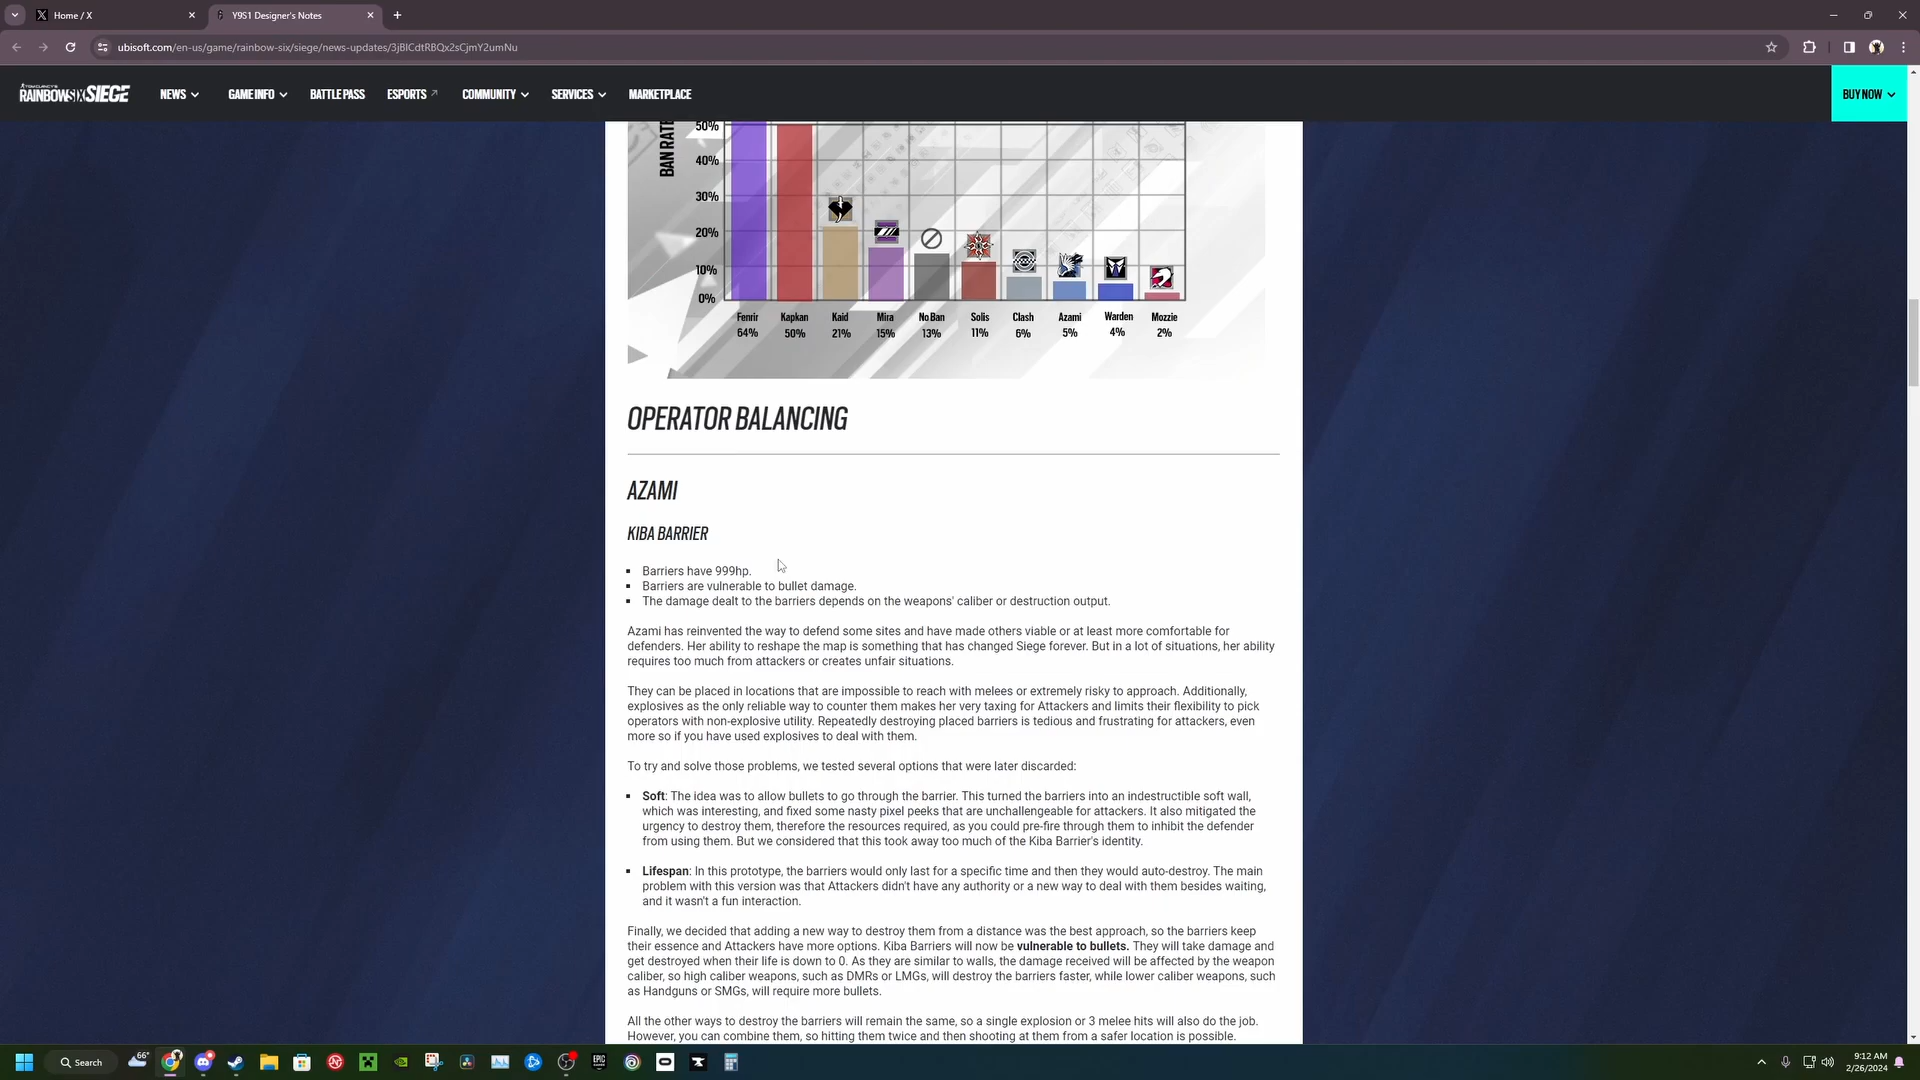 Home / X
Y9S1 Designer's Notes
ubisoft.com/en-us/game/rainbow-six/siege/news-updates/3jBlCdtRBQx2sCjmY2umNu
TOM CLANCY'S
RAINBOWSIX SIEGE
NEWS GAME INFO BATTLE PASS ESPORTS COMMUNITY SERVICES MARKETPLACE BUY NOW
BAN RATE
50%
40%
30%
20%
10%
0%
Fenrir Kapkan Kaid Mira No Ban Solis Clash Azami Warden Mozzie
64% 50% 21% 15% 13% 11% 6% 5% 4% 2%
OPERATOR BALANCING
AZAMI
KIBA BARRIER
Barriers have 999hp.
Barriers are vulnerable to bullet damage.
The damage dealt to the barriers depends on the weapons' caliber or destruction output.
Azami has reinvented the way to defend some sites and have made others viable or at least more comfortable for
defenders. Her ability to reshape the map is something that has changed Siege forever. But in a lot of situations, her ability
requires too much from attackers or creates unfair situations.
They can be placed in locations that are impossible to reach with melees or extremely risky to approach. Additionally,
explosives as the only reliable way to counter them makes her very taxing for Attackers and limits their flexibility to pick
operators with non-explosive utility. Repeatedly destroying placed barriers is tedious and frustrating for attackers, even
more so if you have used explosives to deal with them.
To try and solve those problems, we tested several options that were later discarded:
Soft: The idea was to allow bullets to go through the barrier. This turned the barriers into an indestructible soft wall,
which was interesting, and fixed some nasty pixel peeks that are unchallengeable for attackers. It also mitigated the
urgency to destroy them, therefore the resources required, as you could pre-fire through them to inhibit the defender
from using them. But we considered that this took away too much of the Kiba Barrier's identity.
Lifespan: In this prototype, the barriers would only last for a specific time and then they would auto-destroy. The main
problem with this version was that Attackers didn't have any authority or a new way to deal with them besides waiting,
and it wasn't a fun interaction.
Finally, we decided that adding a new way to destroy them from a distance was the best approach, so the barriers keep
their essence and Attackers have more options. Kiba Barriers will now be vulnerable to bullets. They will take damage and
get destroyed when their life is down to 0. As they are similar to walls, the damage received will be affected by the weapon
caliber, so high caliber weapons, such as DMRs or LMGs, will destroy the barriers faster, while lower caliber weapons, such
as Handguns or SMGs, will require more bullets.
All the other ways to destroy the barriers will remain the same, so a single explosion or 3 melee hits will also do the job.
However, you can combine them, so hitting them twice and then shooting at them from a safer location is possible.
Search
66°
EPIC
9:12 AM
2/26/2024